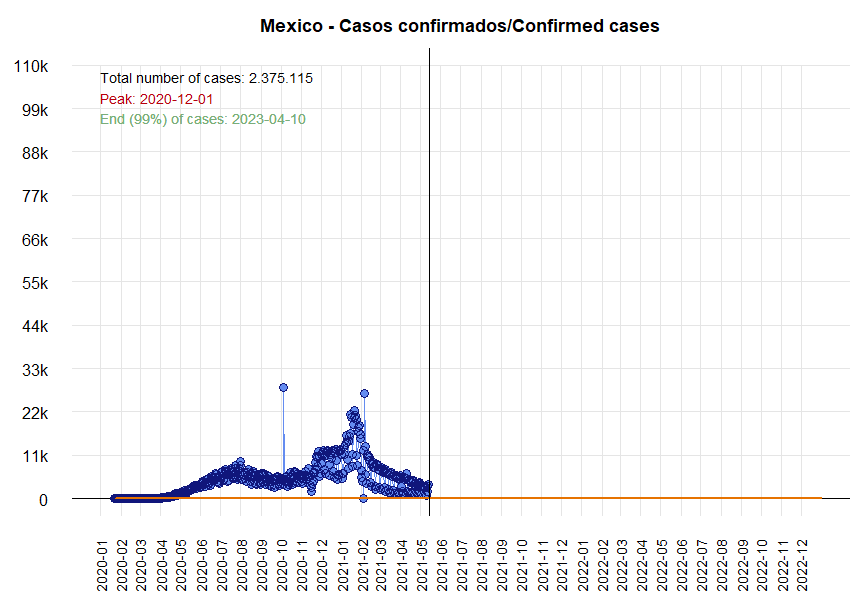 Mexico - Casos confirmados/Confirmed cases
110k
99k
88k
77k
66k
55k
44k
33k
22k
11k
0
Total number of cases: 2.375.115
Peak: 2020-12-01
End (99%) of cases: 2023-04-10
2020-01
2020-02
2020-03
2020-04
2020-05
2020-06
2020-07
2020-08
2020-09
2020-10
2020-11
2020-12
2021-01
2021-02
2021-03
2021-04
2021-05
2021-06
2021-07
2021-08
2021-09
2021-10
2021-11
2021-12
2022-01
2022-02
2022-03
2022-04
2022-05
2022-06
2022-07
2022-08
2022-09
2022-10
2022-11
2022-12